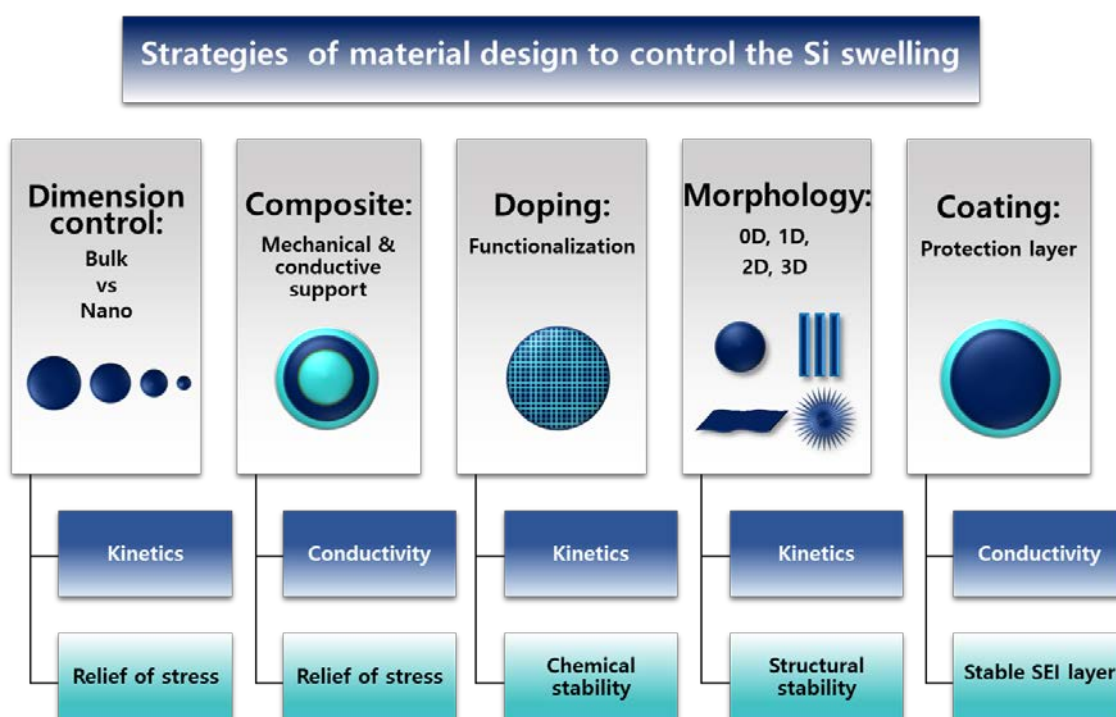 Strategies of material design to control the Si swelling
Dimension
control:
Bulk
vs
Nano
Composite:
Mechanical &
conductive
support
Doping:
Functionalization
Morphology:
0D, 1D,
2D, 3D
Coating:
Protection layer
Kinetics
Conductivity
Kinetics
Kinetics
Conductivity
Relief of stress
Relief of stress
Chemical
stability
Structural
stability
Stable SEI layer